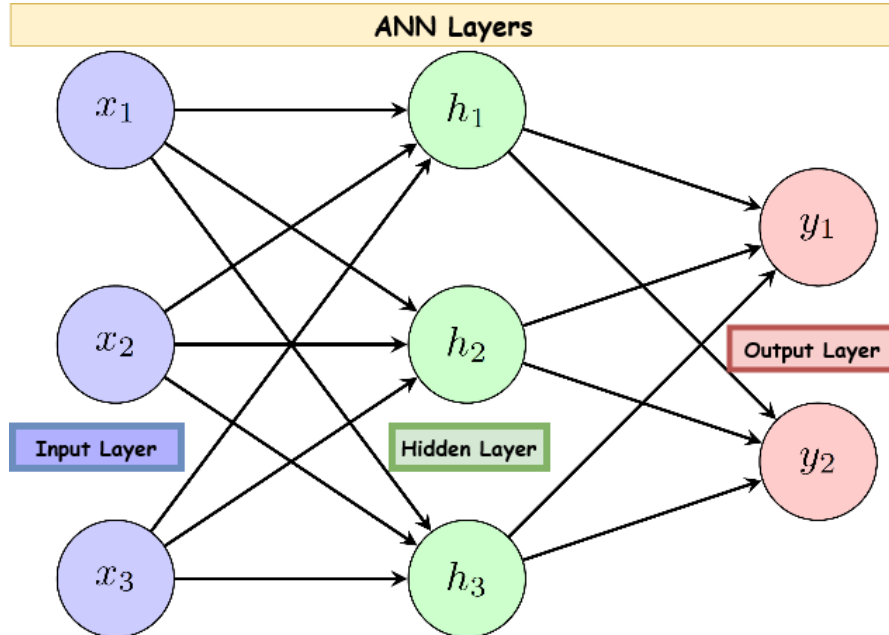 ANN Layers
x₁
h₁
y₁
x₂
h₂
Output Layer
Input Layer
Hidden Layer
y₂
x₃
h₃